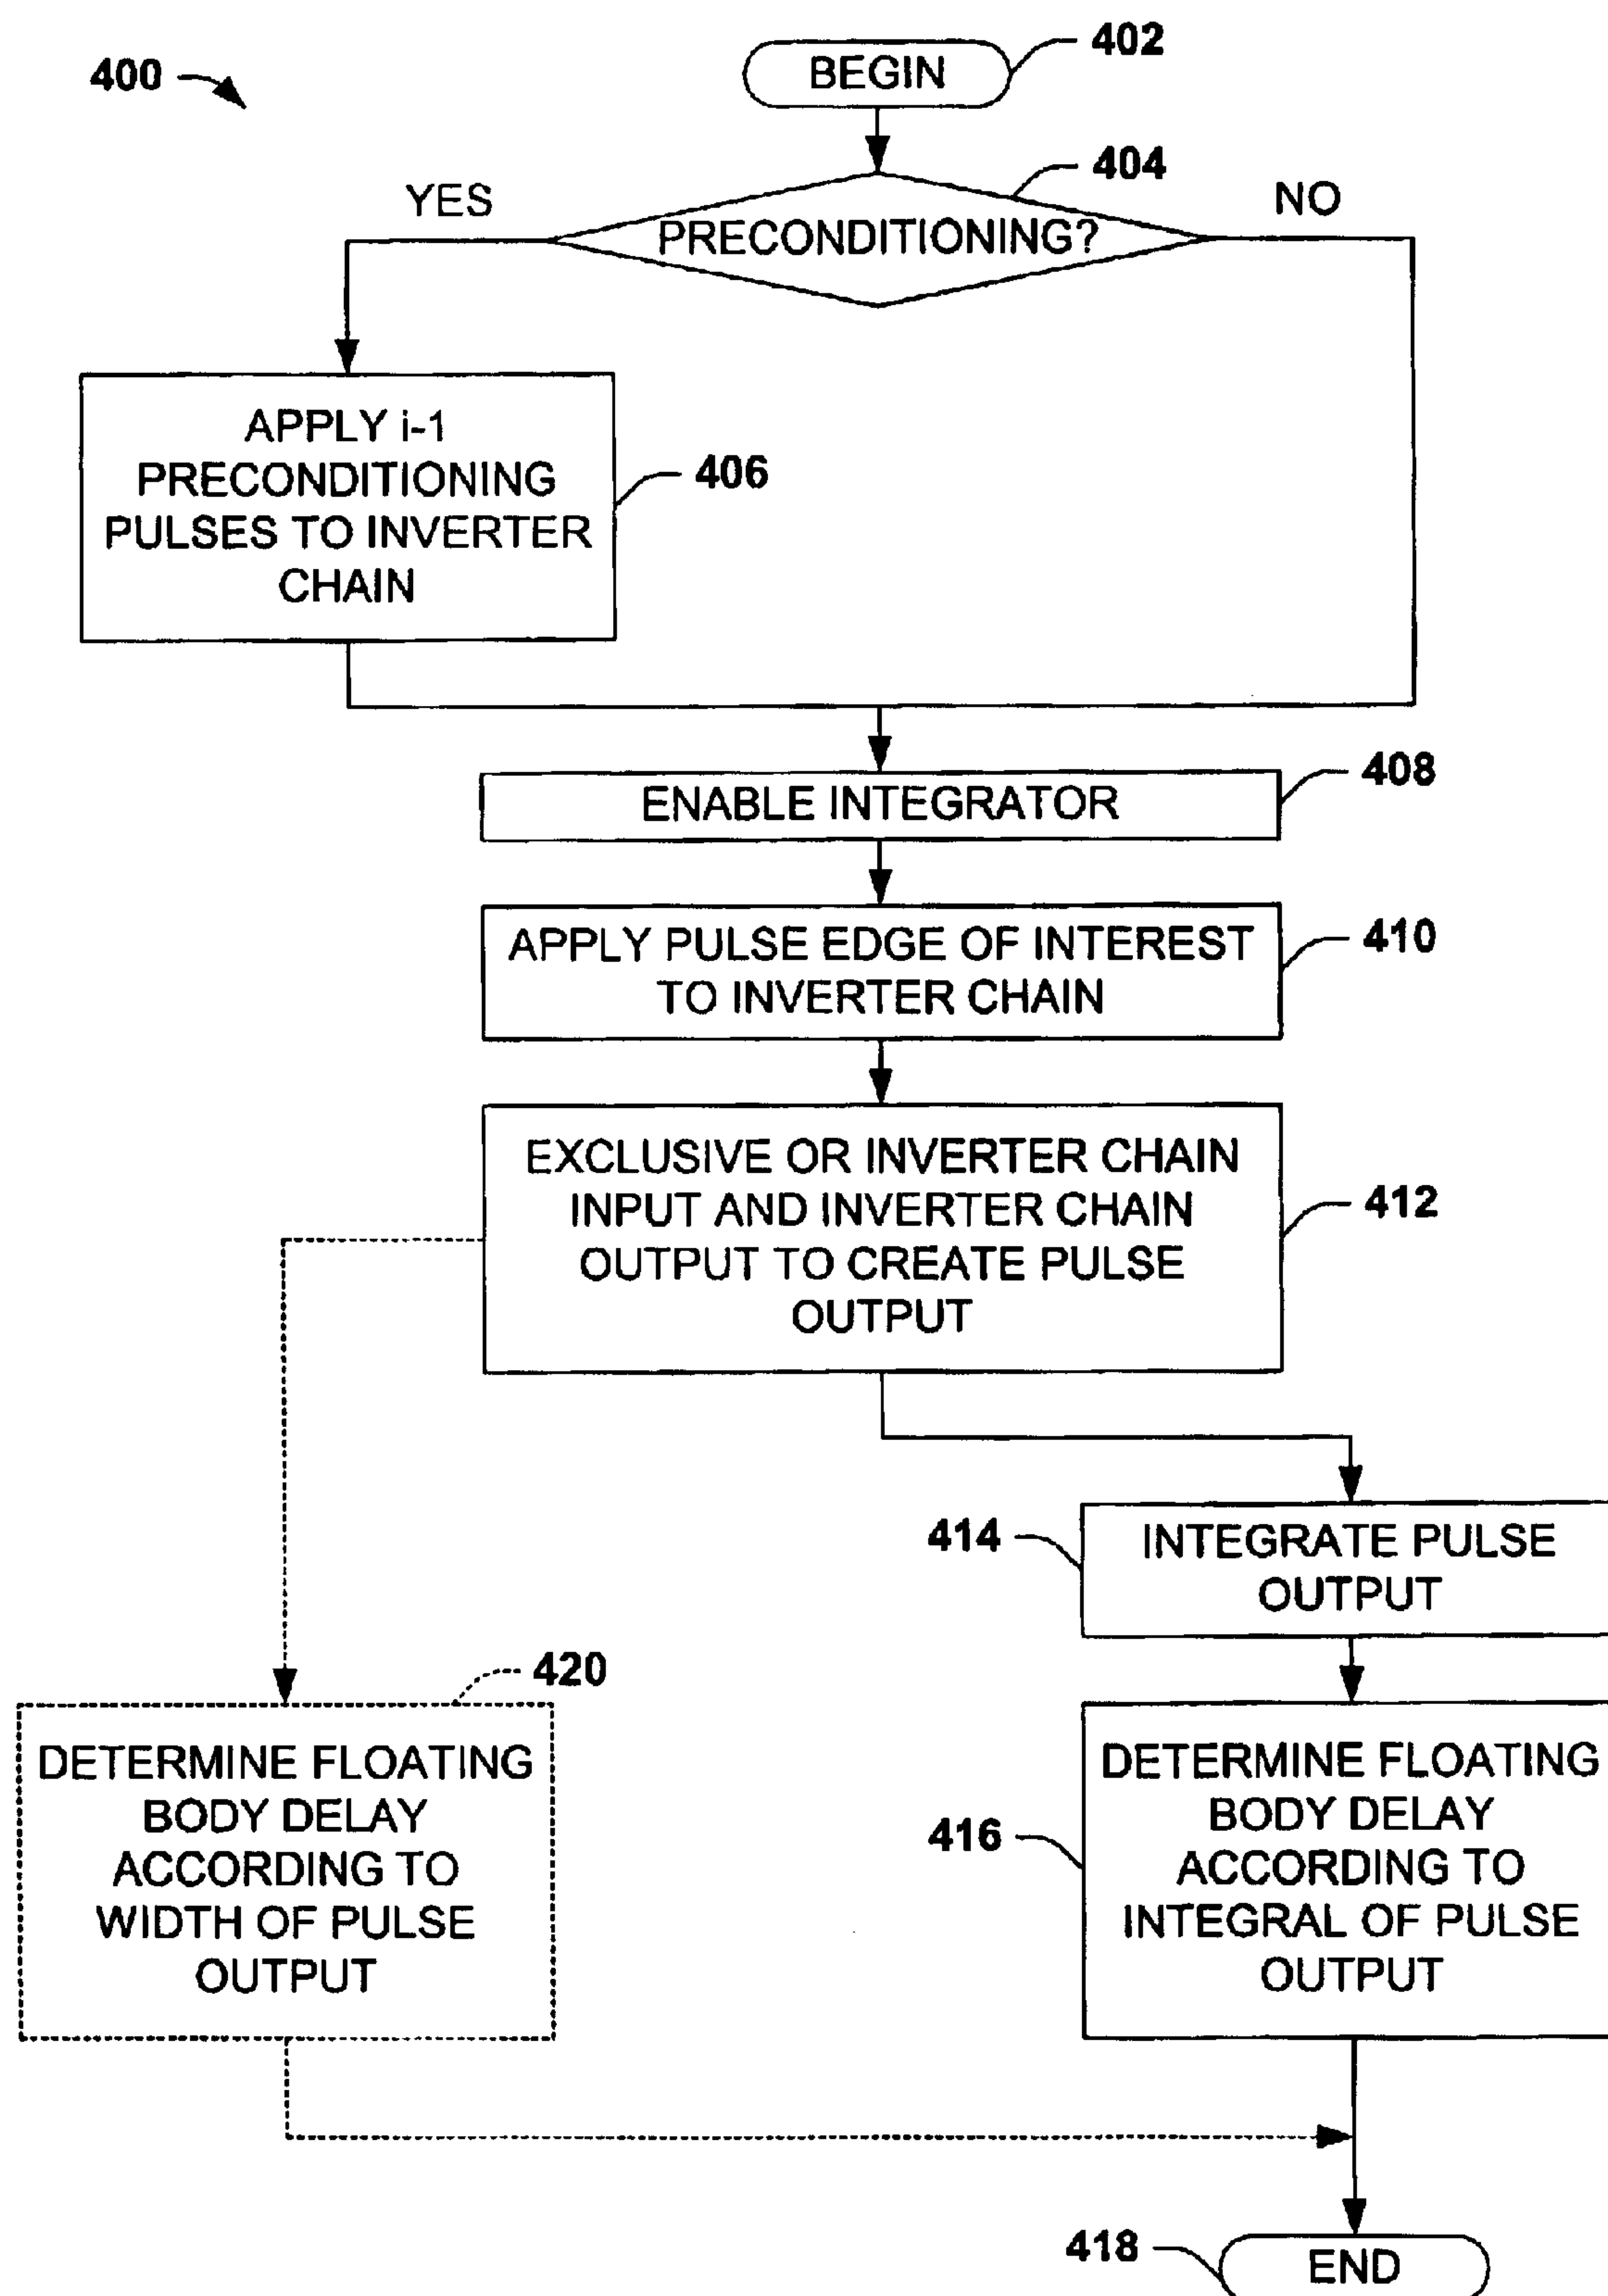 400
BEGIN
402
404
YES
NO
PRECONDITIONING?
APPLY i-1
PRECONDITIONING
PULSES TO INVERTER
CHAIN
406
ENABLE INTEGRATOR
408
APPLY PULSE EDGE OF INTEREST
TO INVERTER CHAIN
410
EXCLUSIVE OR INVERTER CHAIN
INPUT AND INVERTER CHAIN
OUTPUT TO CREATE PULSE
OUTPUT
412
414
INTEGRATE PULSE
OUTPUT
420
DETERMINE FLOATING
BODY DELAY
ACCORDING TO
WIDTH OF PULSE
OUTPUT
416
DETERMINE FLOATING
BODY DELAY
ACCORDING TO
INTEGRAL OF PULSE
OUTPUT
418
END